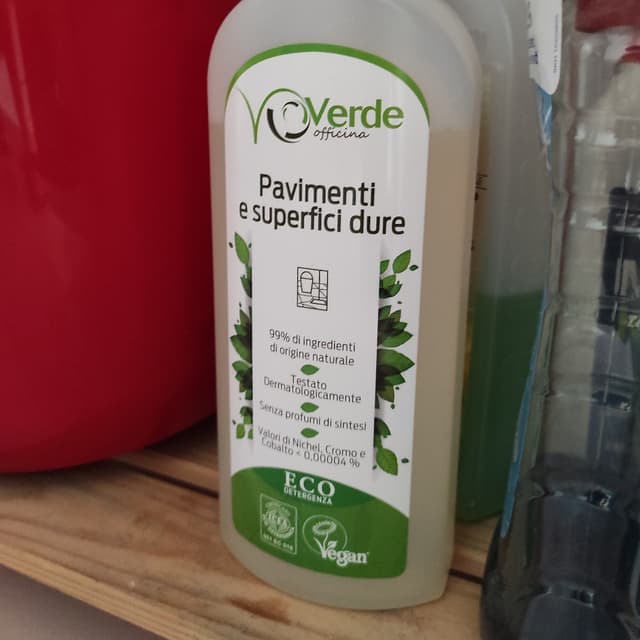 Verde
officina
Pavimenti
e superfici dure
99% di ingredienti
di origine naturale
Testato
Dermatologicamente
Senza profumi di sintesi
Valori di Nichel, Cromo e
Cobalto < 0,00004 %
ECO
DETERGENZA
Vegan